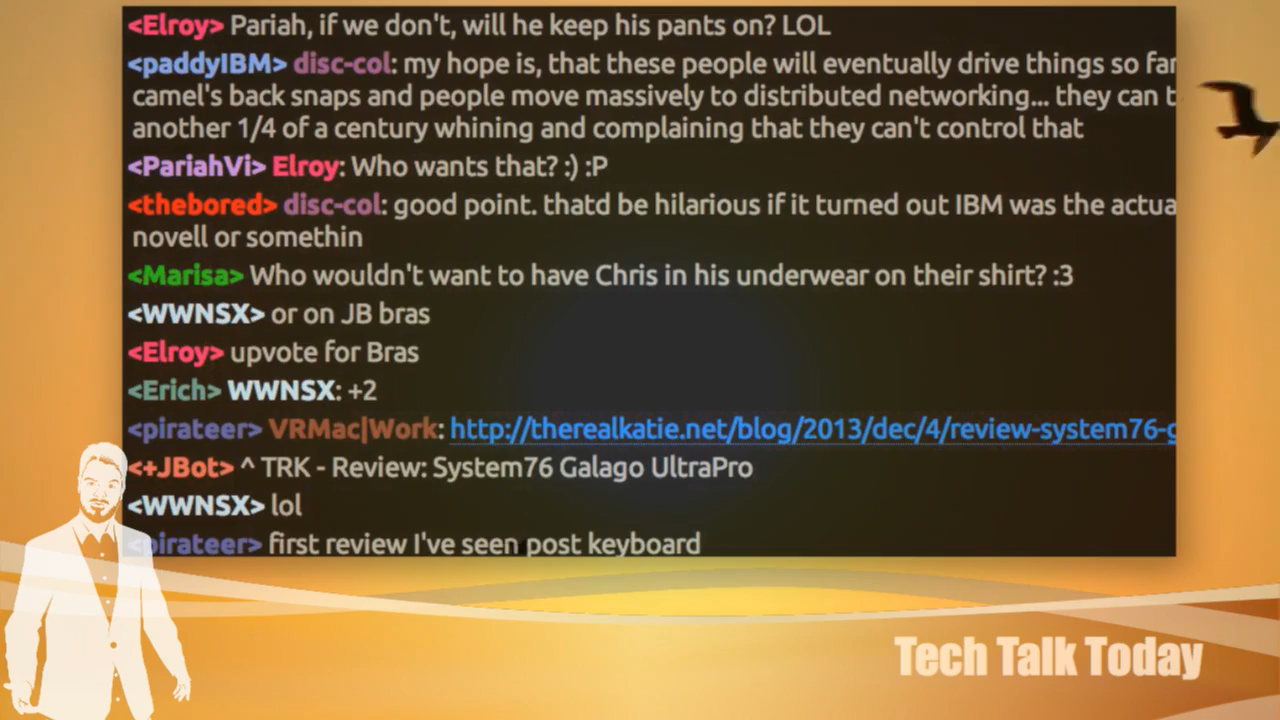 <Elroy> Pariah, if we don't, will he keep his pants on? LOL
<paddyIBM> disc-col: my hope is, that these people will eventually drive things so far
camel's back snaps and people move massively to distributed networking... they can t
another 1/4 of a century whining and complaining that they can't control that
<PariahVi> Elroy: Who wants that? :) :P
<thebored> disc-col: good point. thatd be hilarious if it turned out IBM was the actua
novell or somethin
<Marisa> Who wouldn't want to have Chris in his underwear on their shirt? :3
<WWNSX> or on JB bras
<Elroy> upvote for Bras
<Erich> WWNSX: +2
<pirateer> VRMac|Work: http://therealkatie.net/blog/2013/dec/4/review-system76-g
<+JBot> ^ TRK - Review: System76 Galago UltraPro
<WWNSX> lol
<pirateer> first review I've seen post keyboard
Tech Talk Today